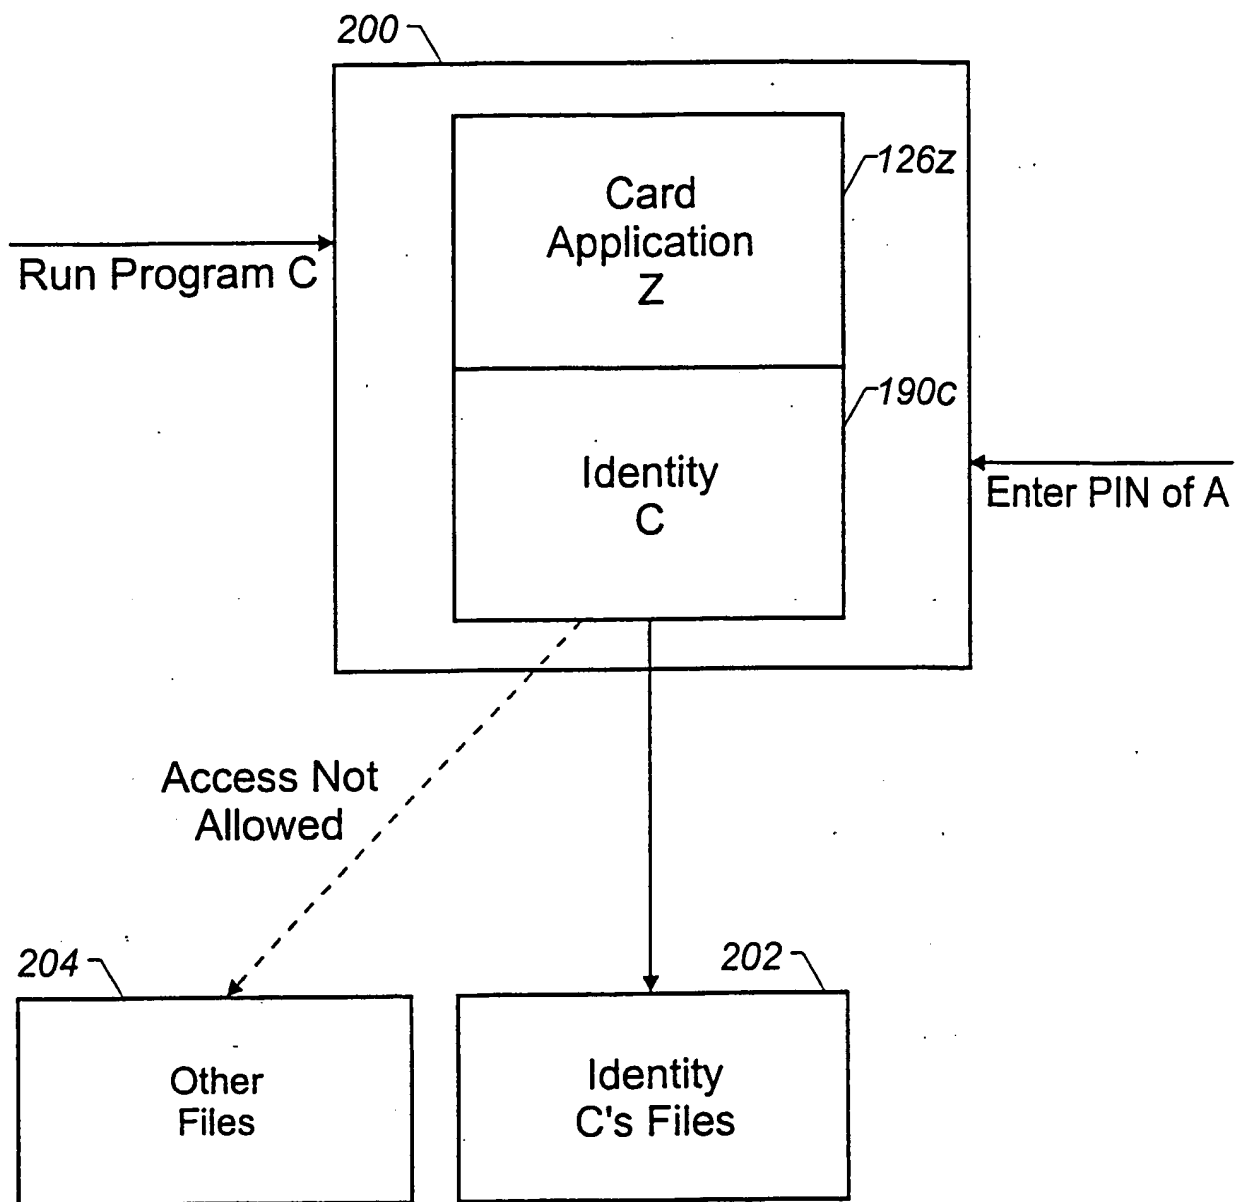 200
Card
Application
Z
126z
Run Program C
Identity
C
190c
Enter PIN of A
Access Not
Allowed
204
Other
Files
202
Identity
C's Files